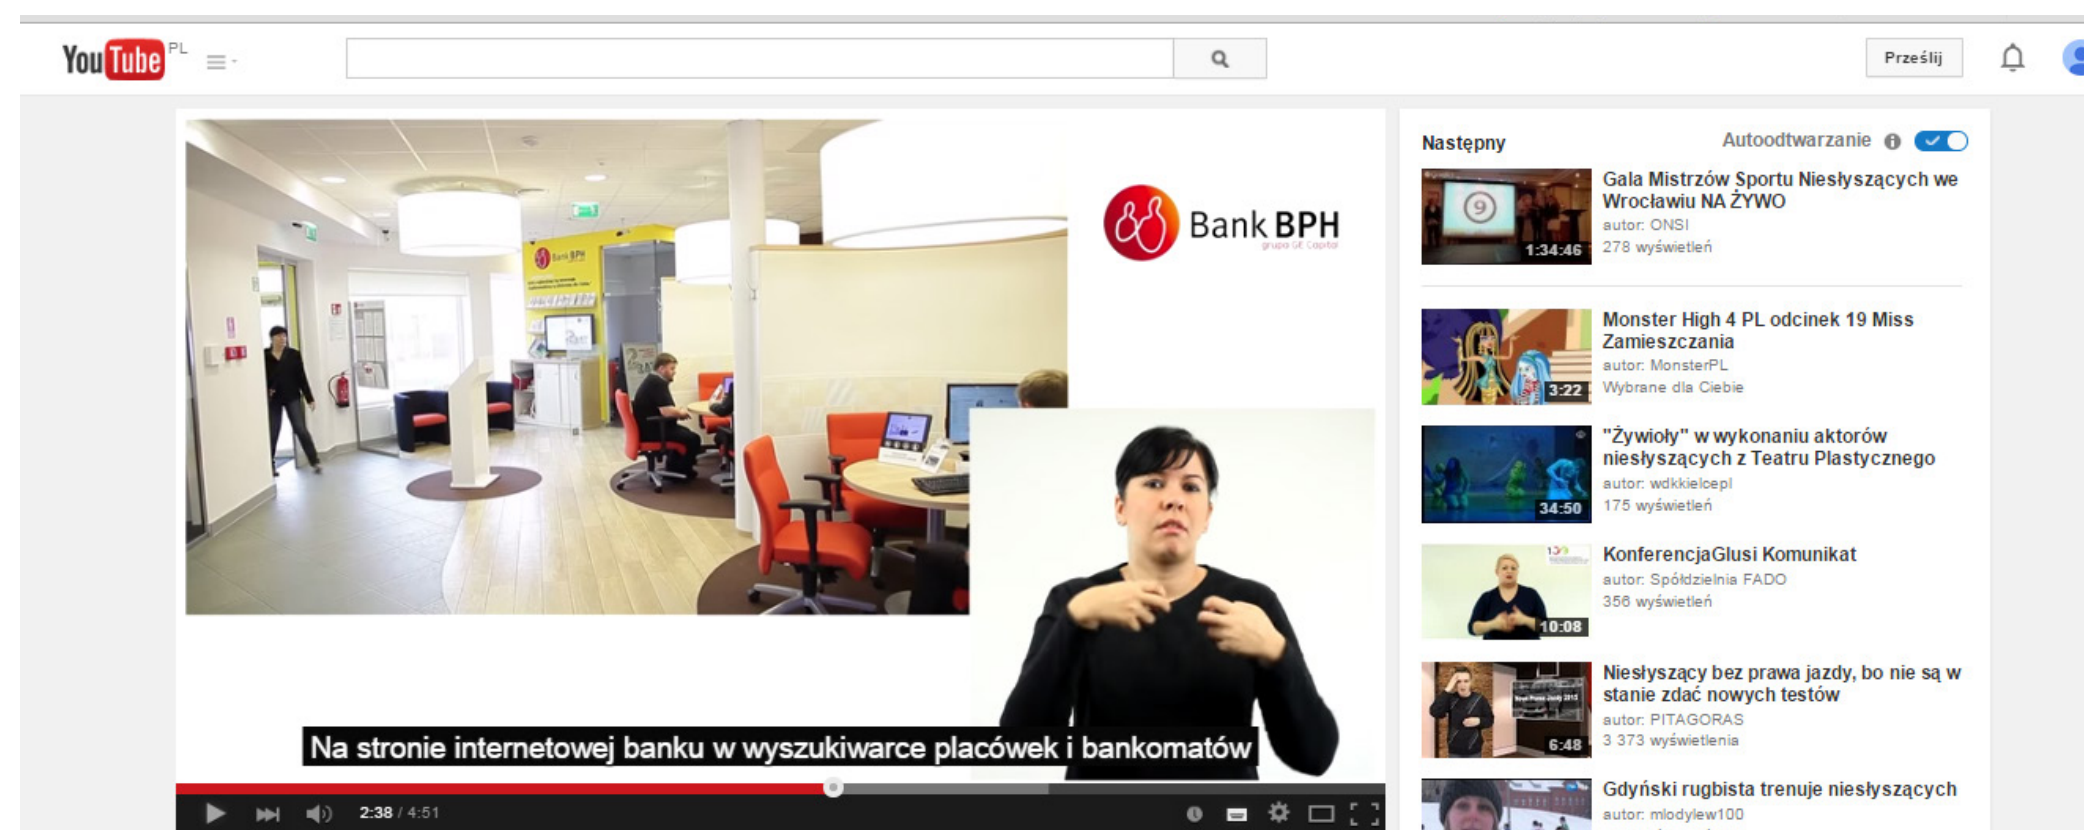 YouTube PL
Prześlij
Bank BPH
grupa GE Capital
Bank BPH
Na stronie internetowej banku w wyszukiwarce placówek i bankomatów
2:38 / 4:51
Następny
Autoodtwarzanie
Gala Mistrzów Sportu Niesłyszących we
Wrocławiu NA ŻYWO
autor: ONSI
278 wyświetleń
9
1:34:46
Monster High 4 PL odcinek 19 Miss
Zamieszczania
autor: MonsterPL
Wybrane dla Ciebie
3:22
"Żywioły" w wykonaniu aktorów
niesłyszących z Teatru Plastycznego
autor: wdkkielcepl
175 wyświetleń
34:50
KonferencjaGlusi Komunikat
autor: Spółdzielnia FADO
356 wyświetleń
10:08
Niesłyszący bez prawa jazdy, bo nie są w
stanie zdać nowych testów
autor: PITAGORAS
3 373 wyświetlenia
6:48
Gdyński rugbista trenuje niesłyszących
autor: mlodylew100